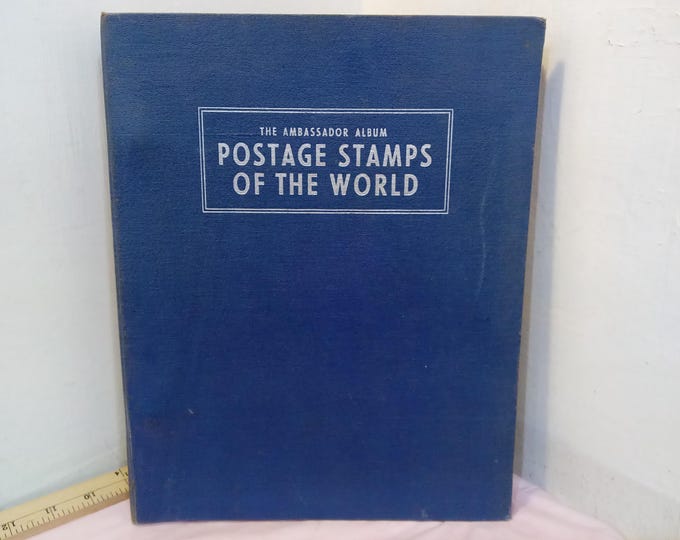 THE AMBASSADOR ALBUM
POSTAGE STAMPS
OF THE WORLD